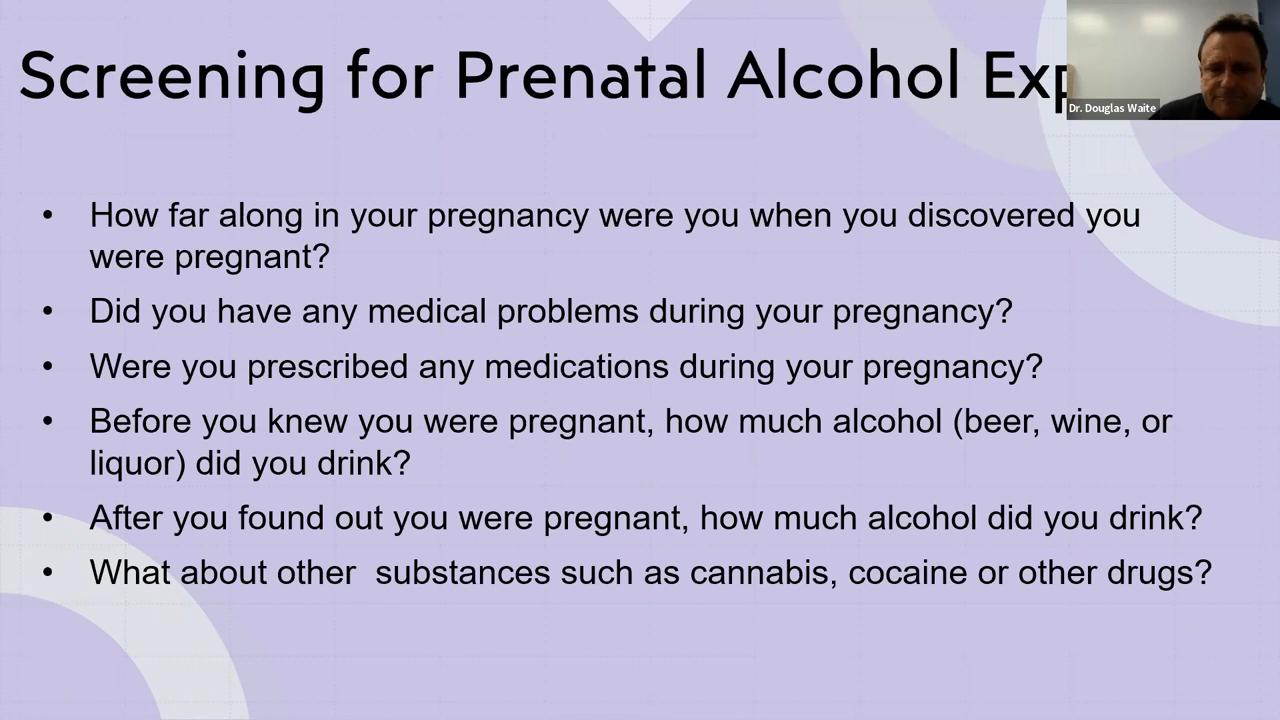 Screening for Prenatal Alcohol Exp
Dr. Douglas Waite
• How far along in your pregnancy were you when you discovered you
were pregnant?
• Did you have any medical problems during your pregnancy?
• Were you prescribed any medications during your pregnancy?
• Before you knew you were pregnant, how much alcohol (beer, wine, or
liquor) did you drink?
• After you found out you were pregnant, how much alcohol did you drink?
• What about other  substances such as cannabis, cocaine or other drugs?